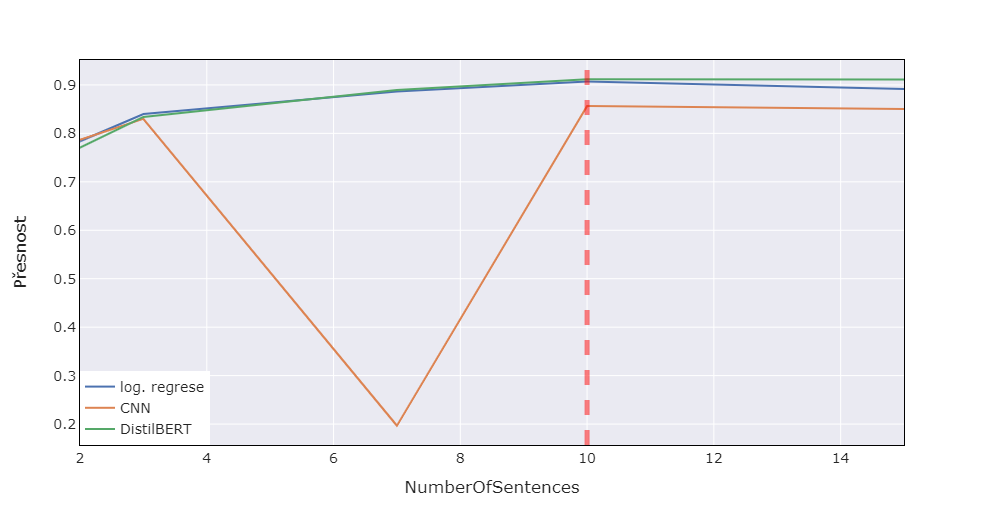 0.9
0.8
0.7
0.6
0.5
0.4
0.3
0.2
Přesnost
log. regrese
CNN
DistilBERT
2 4 6 8 10 12 14
NumberOfSentences